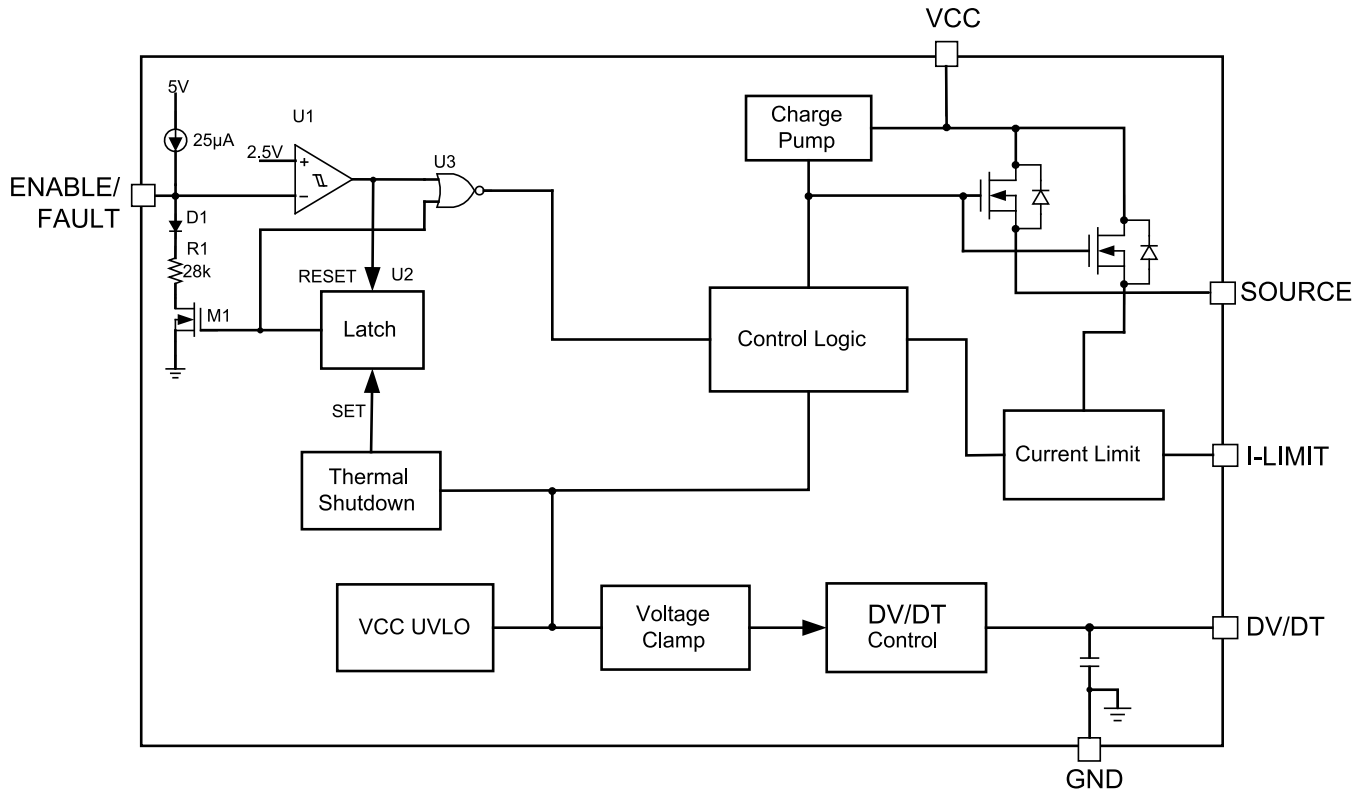 VCC
5V
U1
25µA
2.5V
+
−
U3
Charge
Pump
ENABLE/
FAULT
D1
R1
28k
M1
RESET
U2
Latch
SET
Control Logic
SOURCE
Thermal
Shutdown
Current Limit
I-LIMIT
VCC UVLO
Voltage
Clamp
DV/DT
Control
DV/DT
GND